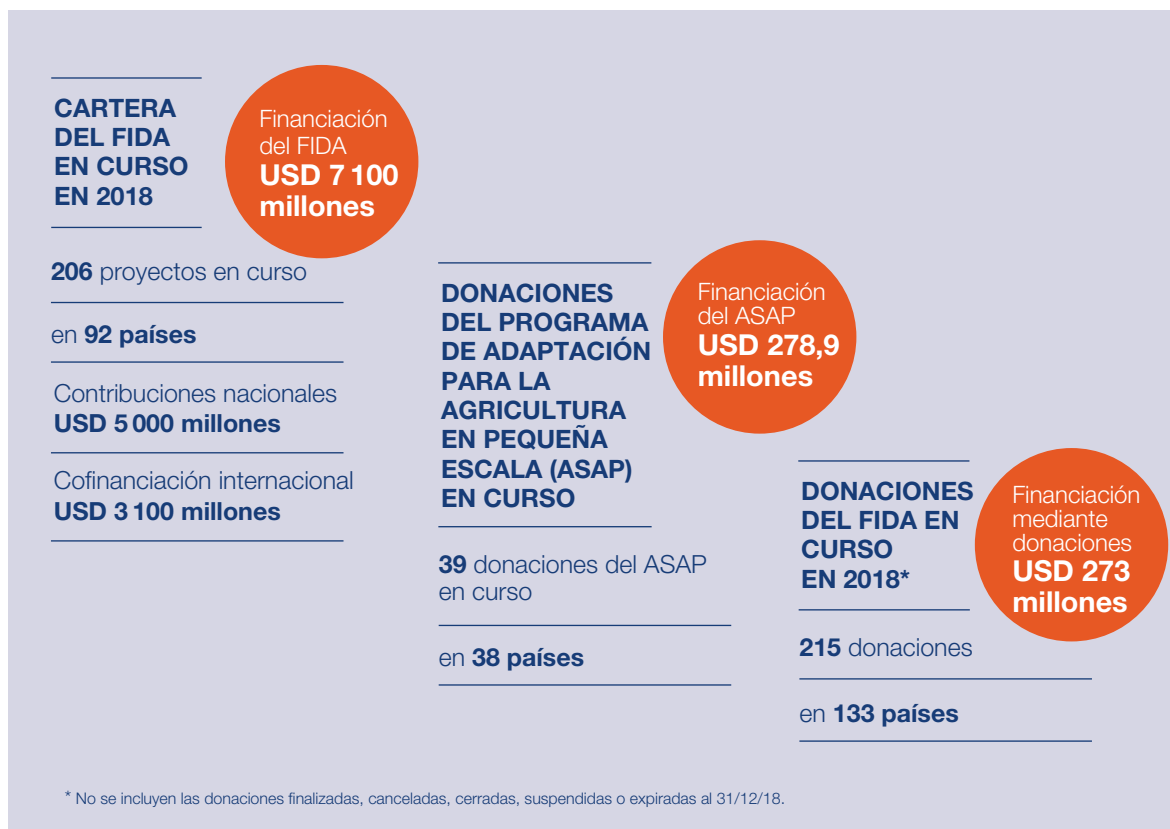 CARTERA
DEL FIDA
EN CURSO
EN 2018
Financiación
del FIDA
USD 7 100
millones
206 proyectos en curso
en 92 países
Contribuciones nacionales
USD 5 000 millones
Cofinanciación internacional
USD 3 100 millones
DONACIONES
DEL PROGRAMA
DE ADAPTACIÓN
PARA LA
AGRICULTURA
EN PEQUEÑA
ESCALA (ASAP)
EN CURSO
Financiación
del ASAP
USD 278,9
millones
39 donaciones del ASAP
en curso
en 38 países
DONACIONES
DEL FIDA EN
CURSO
EN 2018*
Financiación
mediante
donaciones
USD 273
millones
215 donaciones
en 133 países
* No se incluyen las donaciones finalizadas, canceladas, cerradas, suspendidas o expiradas al 31/12/18.